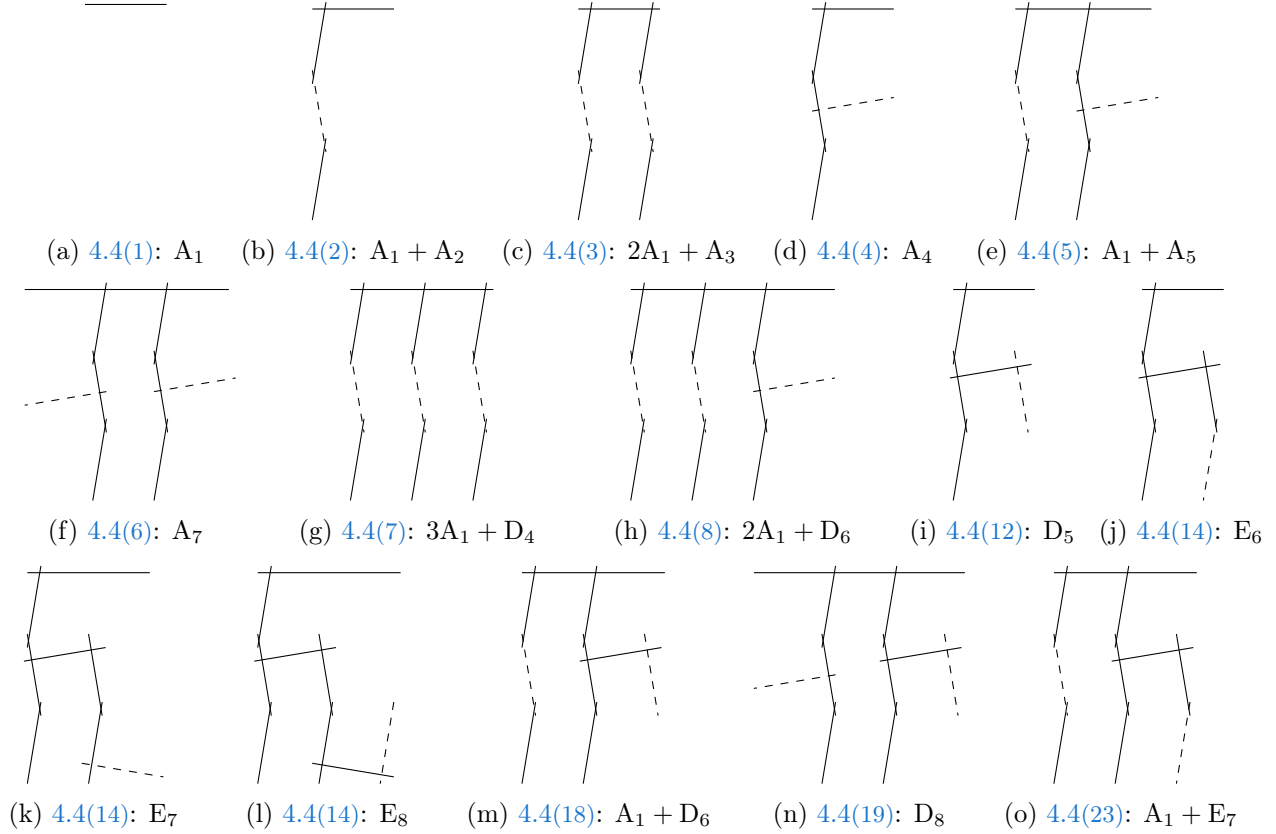 (a) 4.4(1): A₁ (b) 4.4(2): A₁ + A₂ (c) 4.4(3): 2A₁ + A₃ (d) 4.4(4): A₄ (e) 4.4(5): A₁ + A₅
(f) 4.4(6): A₇ (g) 4.4(7): 3A₁ + D₄ (h) 4.4(8): 2A₁ + D₆ (i) 4.4(12): D₅ (j) 4.4(14): E₆
(k) 4.4(14): E₇ (l) 4.4(14): E₈ (m) 4.4(18): A₁ + D₆ (n) 4.4(19): D₈ (o) 4.4(23): A₁ + E₇